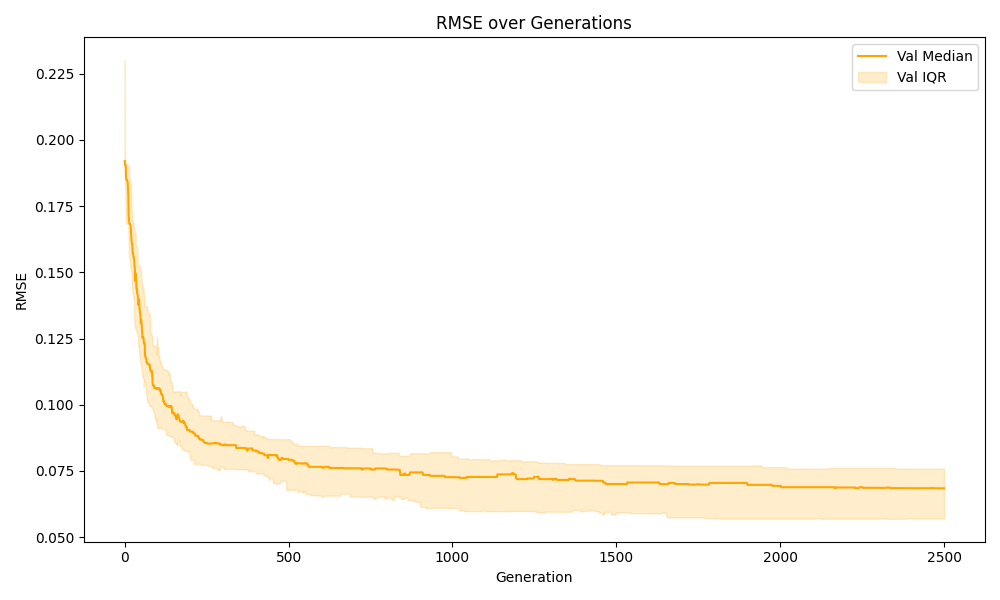 RMSE over Generations
Val Median
Val IQR
0.225
0.200
0.175
0.150
0.125
0.100
0.075
0.050
RMSE
0 500 1000 1500 2000 2500
Generation